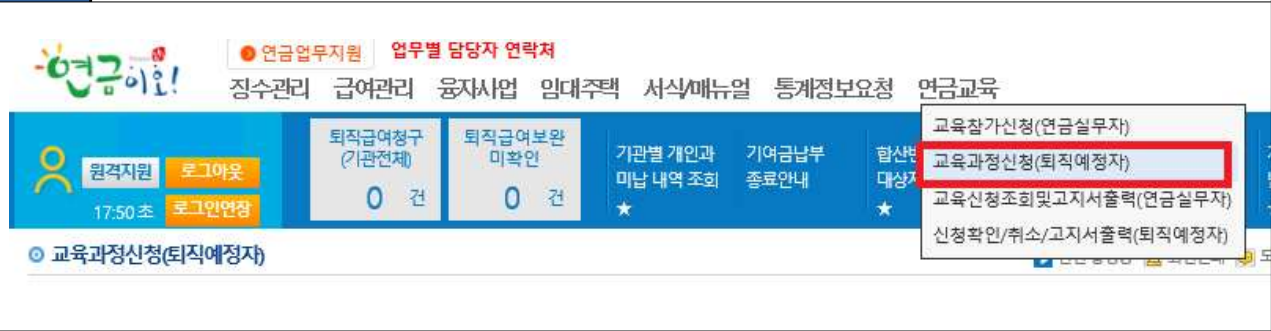 연금이오!
연금업무지원 업무별 담당자 연락처
징수관리 급여관리 융자사업 임대주택 서식/매뉴얼 통계정보요청 연금교육
원격지원 로그아웃
17:50초 로그인연장
퇴직급여청구
(기관전체)
0 건
퇴직급여보완
미확인
0 건
기관별 개인과
미납 내역 조회
★
기여금납부
종료안내
★
교육참가신청(연금실무자)
교육과정신청(퇴직예정자)
교육신청조회및고지서출력(연금실무자)
신청확인/취소/고지서출력(퇴직예정자)
교육과정신청(퇴직예정자)